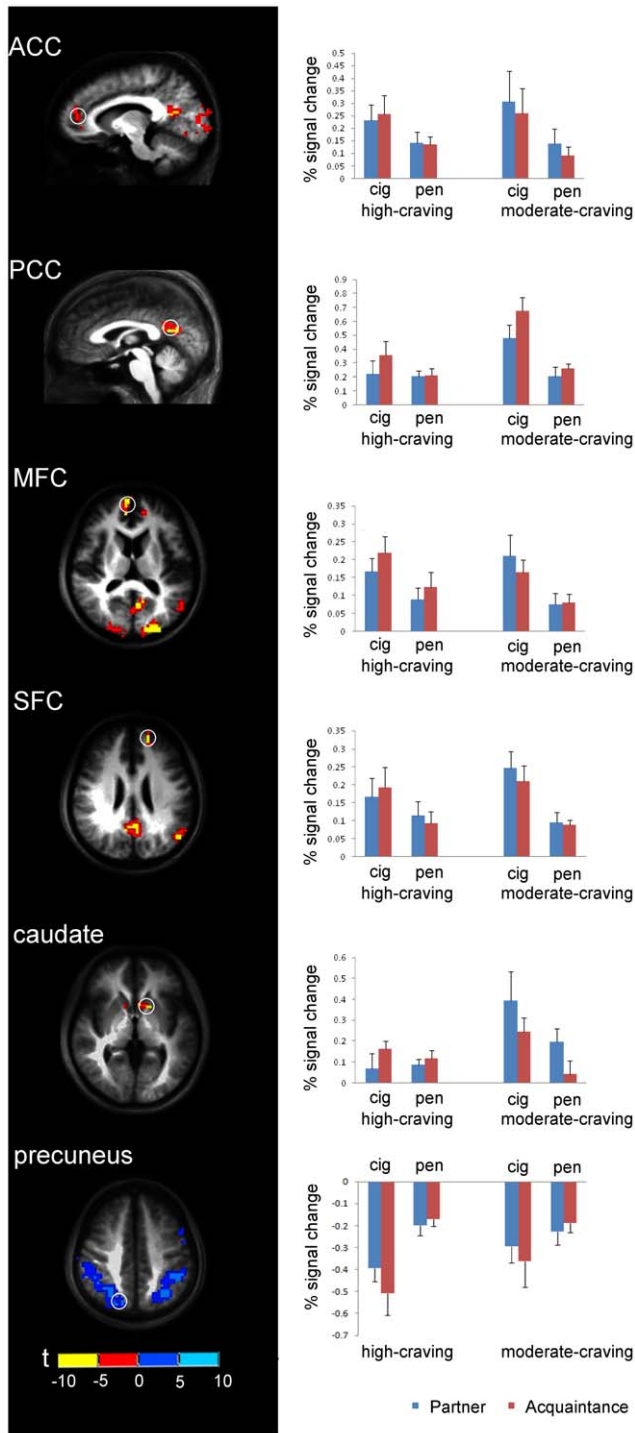 ACC
% signal change
0.5
0.45
0.4
0.35
0.3
0.25
0.2
0.15
0.1
0.05
0
cig pen cig pen
high-craving moderate-craving
PCC
% signal change
0.9
0.8
0.7
0.6
0.5
0.4
0.3
0.2
0.1
0
cig pen cig pen
high-craving moderate-craving
MFC
% signal change
0.35
0.3
0.25
0.2
0.15
0.1
0.05
0
cig pen cig pen
high-craving moderate-craving
SFC
% signal change
0.35
0.3
0.25
0.2
0.15
0.1
0.05
0
cig pen cig pen
high-craving moderate-craving
caudate
% signal change
0.6
0.5
0.4
0.3
0.2
0.1
0
cig pen cig pen
high-craving moderate-craving
precuneus
% signal change
cig pen cig pen
0
-0.1
-0.2
-0.3
-0.4
-0.5
-0.6
-0.7
high-craving moderate-craving
t
-10 -5 0 5 10
Partner Acquaintance